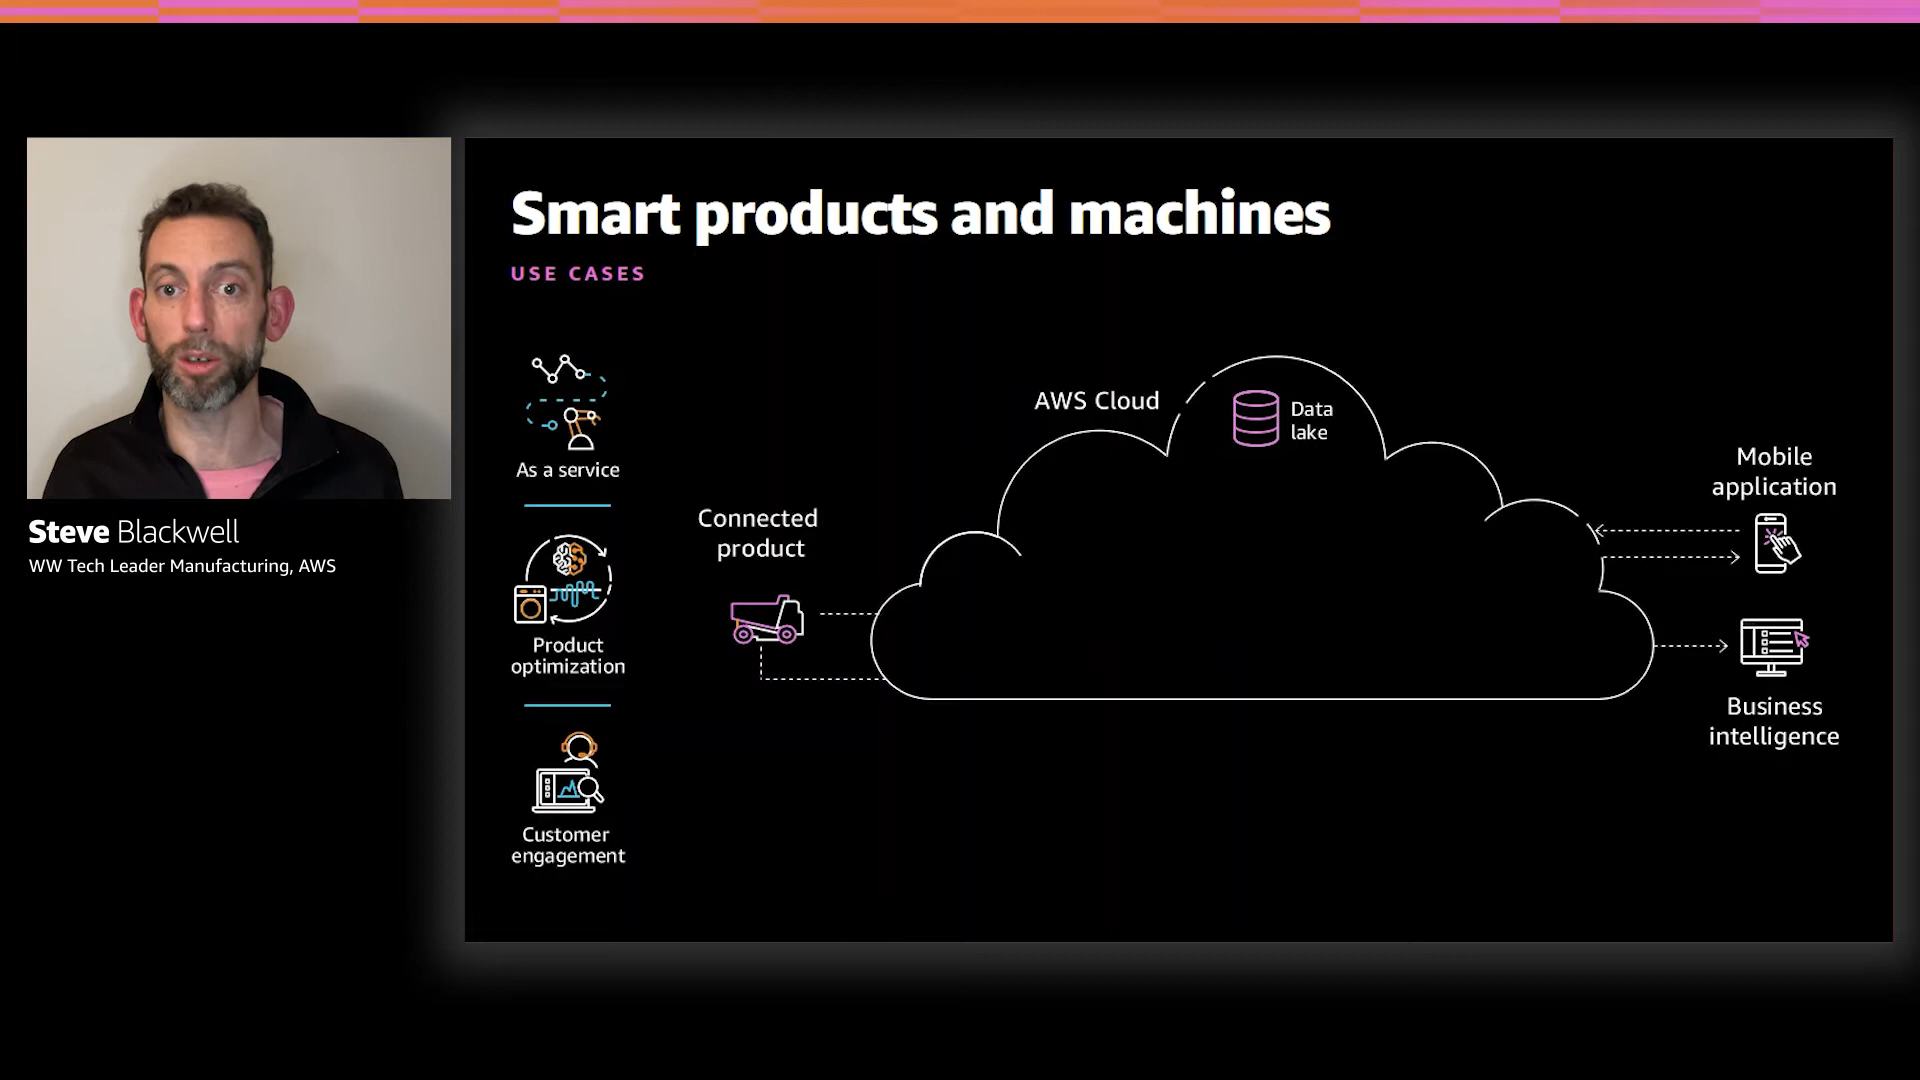 Smart products and machines
USE CASES
As a service
Product
optimization
Customer
engagement
Connected
product
AWS Cloud
Data
lake
Mobile
application
Business
intelligence
Steve Blackwell
WW Tech Leader Manufacturing, AWS